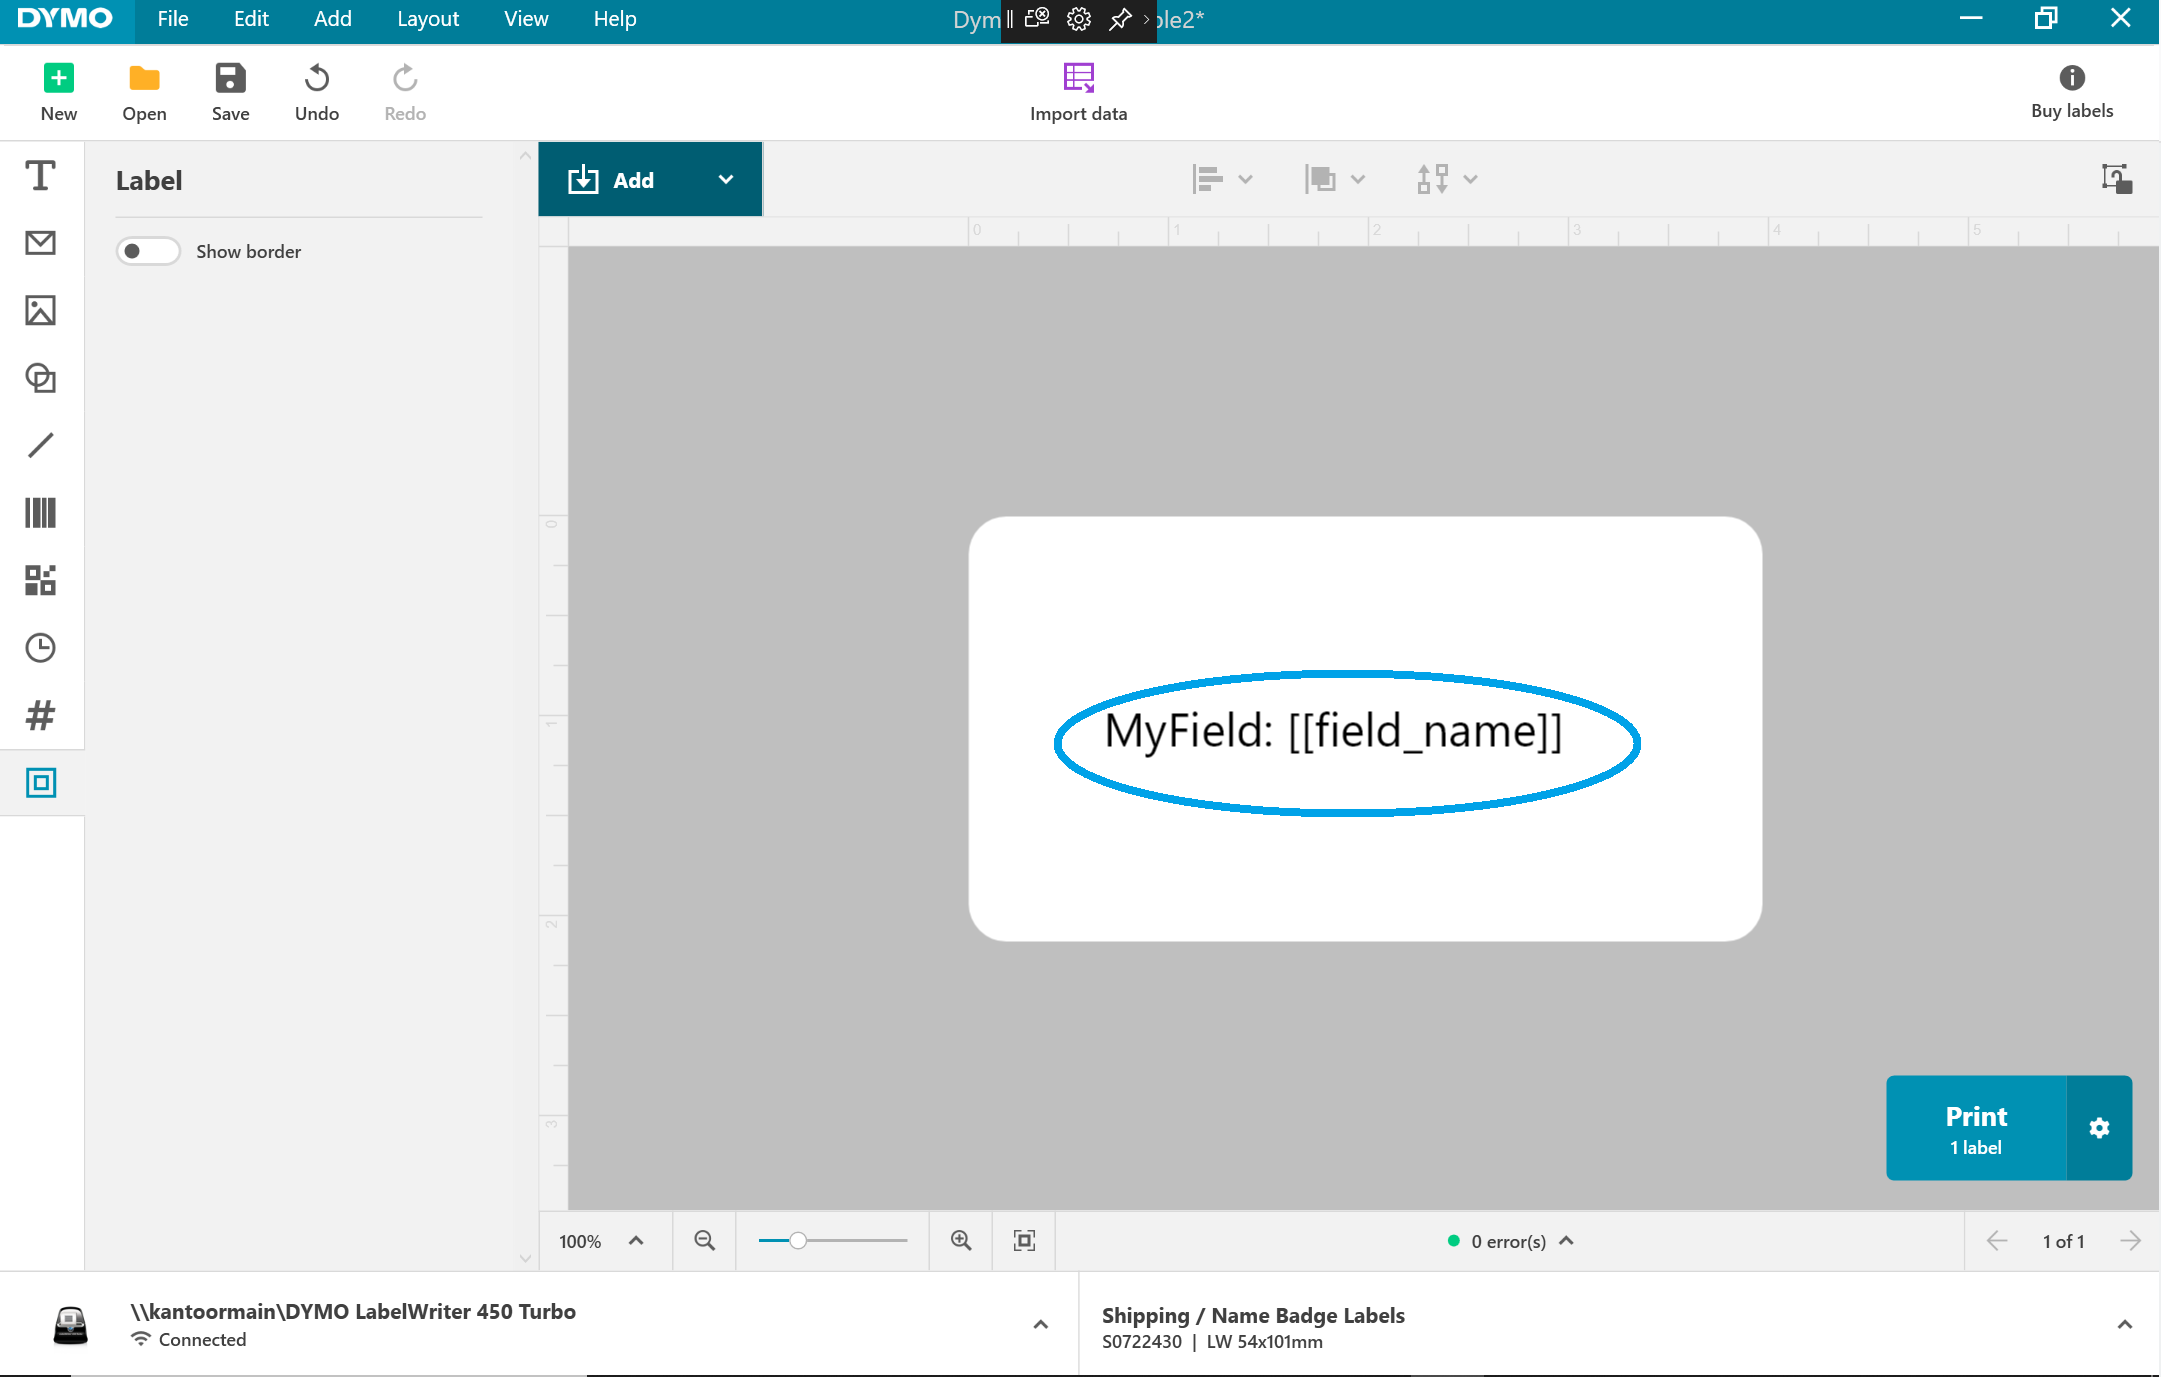 DYMO File Edit Add Layout View Help Dym ble2*
New Open Save Undo Redo Import data Buy labels
Label Add
Show border
0 1 2 3 4 5
0
1
2
3
MyField: [[field_name]]
Print
1 label
100% 0 error(s) 1 of 1
\\kantoormain\DYMO LabelWriter 450 Turbo
Connected
Shipping / Name Badge Labels
S0722430 | LW 54x101mm